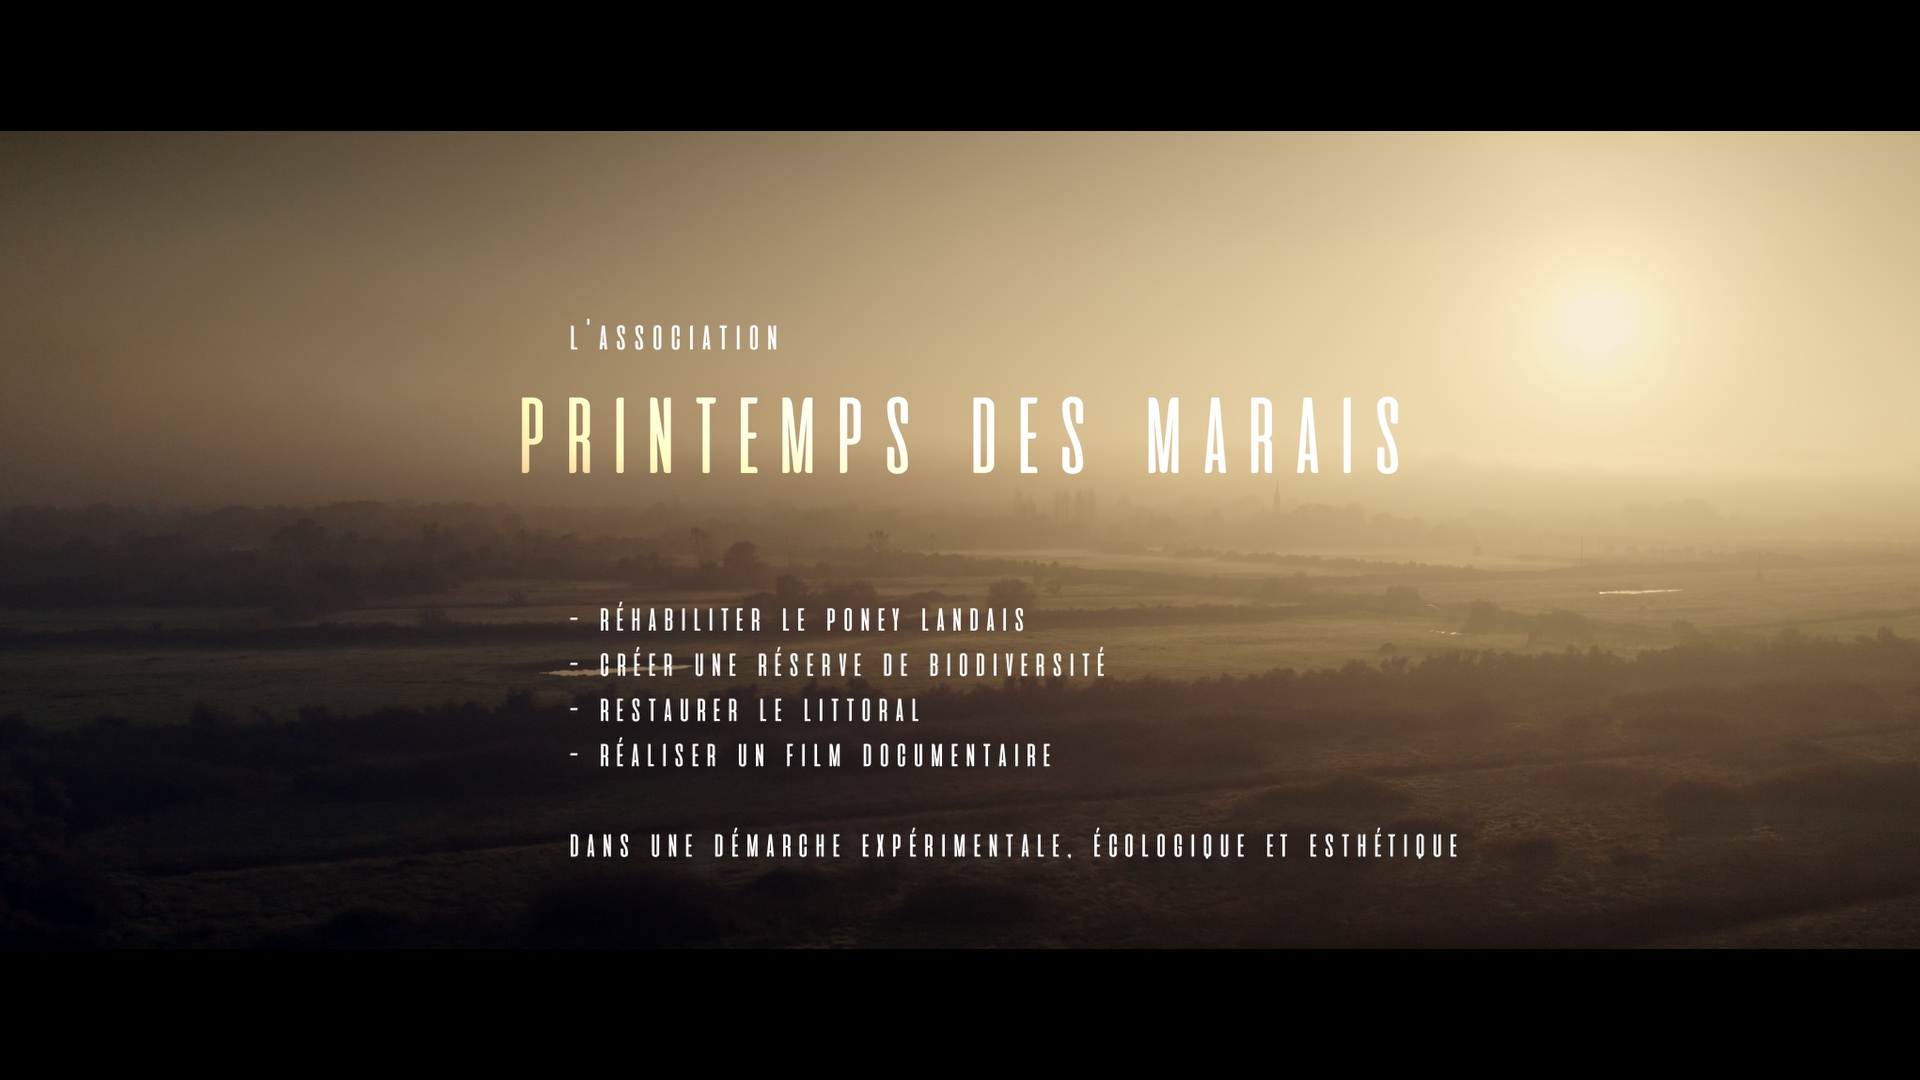 L'ASSOCIATION
PRINTEMPS DES MARAIS
- RÉHABILITER LE PONEY LANDAIS
- CRÉER UNE RÉSERVE DE BIODIVERSITÉ
- RESTAURER LE LITTORAL
- RÉALISER UN FILM DOCUMENTAIRE
DANS UNE DÉMARCHE EXPÉRIMENTALE, ÉCOLOGIQUE ET ESTHÉTIQUE